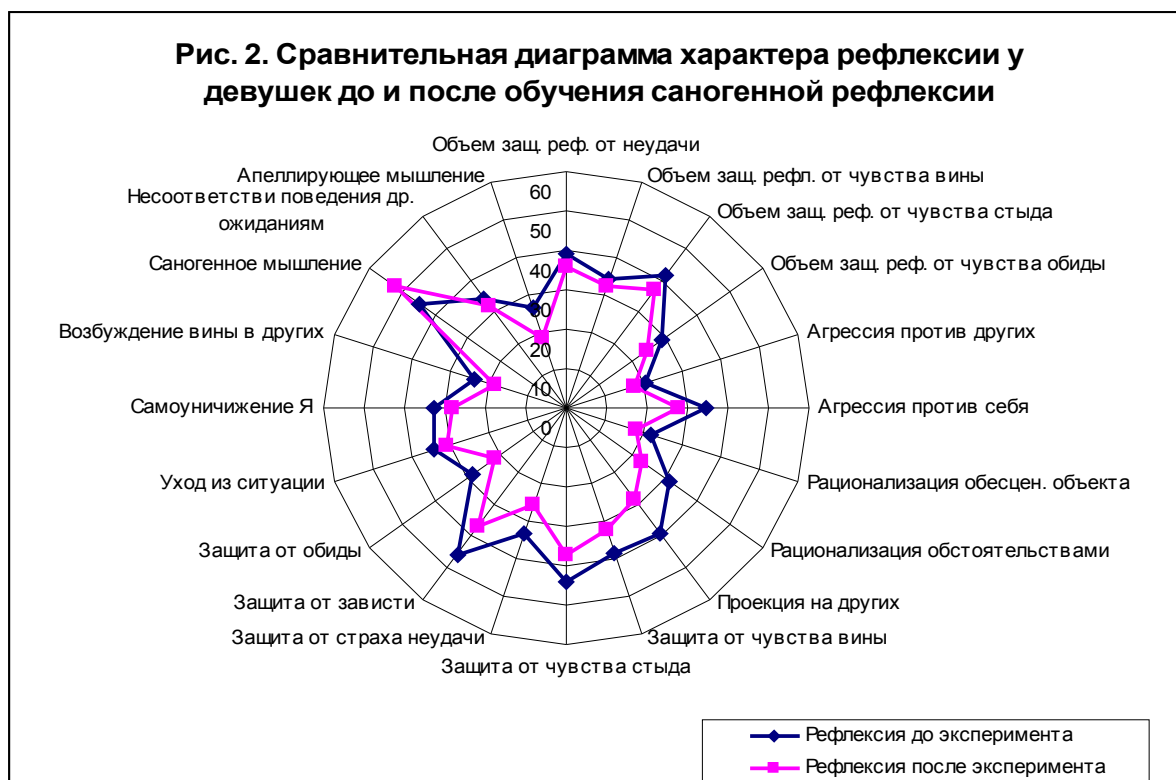 Рис. 2. Сравнительная диаграмма характера рефлексии у
девушек до и после обучения саногенной рефлексии
Объем защ. реф. от неудачи
Объем защ. рефл. от чувства вины
Объем защ. реф. от чувства стыда
Объем защ. реф. от чувства обиды
Агрессия против других
Агрессия против себя
Рационализация обесцен. объекта
Рационализация обстоятельствами
Проекция на других
Защита от чувства вины
Защита от чувства стыда
Защита от страха неудачи
Защита от зависти
Защита от обиды
Уход из ситуации
Самоуничижение Я
Возбуждение вины в других
Саногенное мышление
Несоответстви поведения др.
ожиданиям
Апеллирующее мышление
60
50
40
30
20
10
0
Рефлексия до эксперимента
Рефлексия после эксперимента